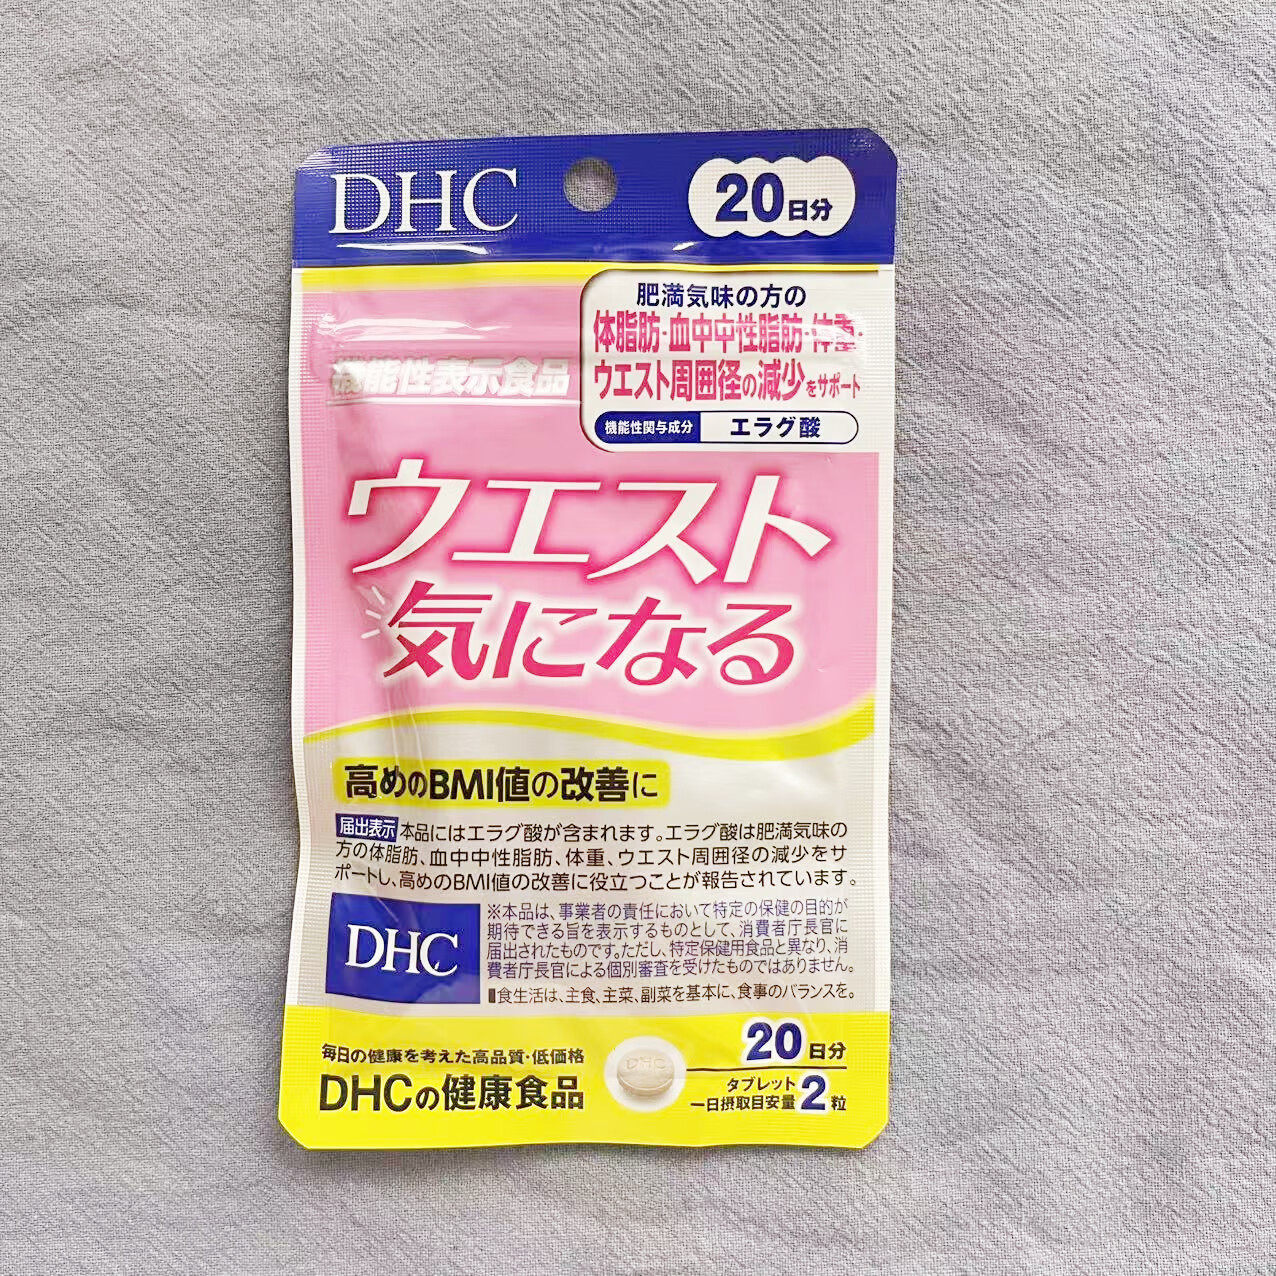 DHC
20日分
肥満気味の方の
体脂肪・血中中性脂肪・体重・
ウエスト周囲径の減少をサポート
機能性関与成分 エラグ酸
機能性表示食品
ウエスト
気になる
高めのBMI値の改善に
届出表示 本品にはエラグ酸が含まれます。エラグ酸は肥満気味の
方の体脂肪、血中中性脂肪、体重、ウエスト周囲径の減少をサ
ポートし、高めのBMI値の改善に役立つことが報告されています。
DHC
※本品は、事業者の責任において特定の保健の目的が
期待できる旨を表示するものとして、消費者庁長官に
届出されたものです。ただし、特定保健用食品と異なり、消
費者庁長官による個別審査を受けたものではありません。
■食生活は、主食、主菜、副菜を基本に、食事のバランスを。
毎日の健康を考えた高品質・低価格
DHCの健康食品
DHC
20日分
タブレット
一日摂取目安量2粒